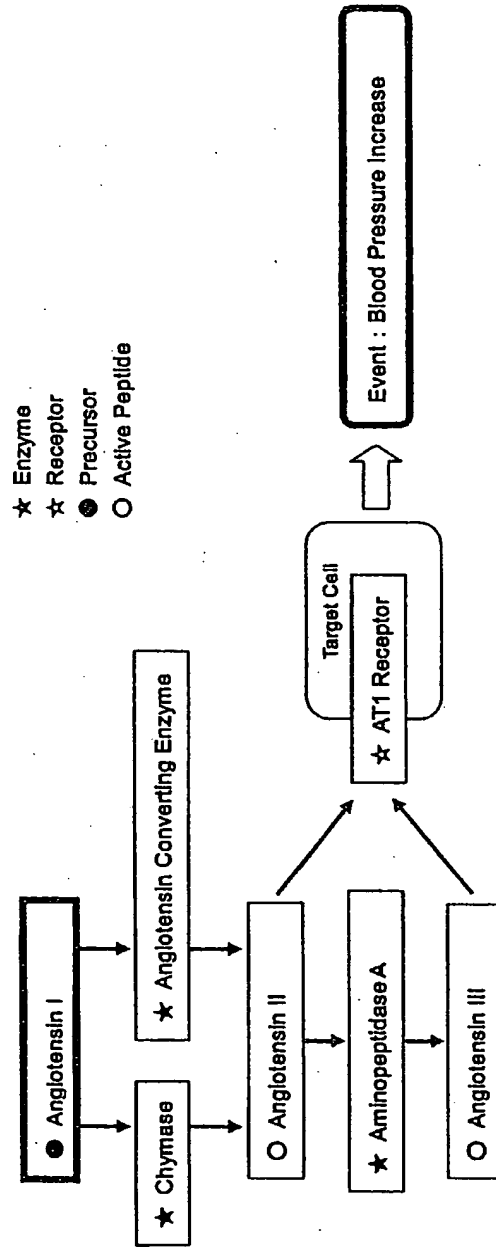 ★ Enzyme
☆ Receptor
● Precursor
○ Active Peptide
● Angiotensin I
★ Chymase
★ Angiotensin Converting Enzyme
○ Angiotensin II
★ Aminopeptidase A
○ Angiotensin III
Target Cell
☆ AT1 Receptor
Event : Blood Pressure Increase